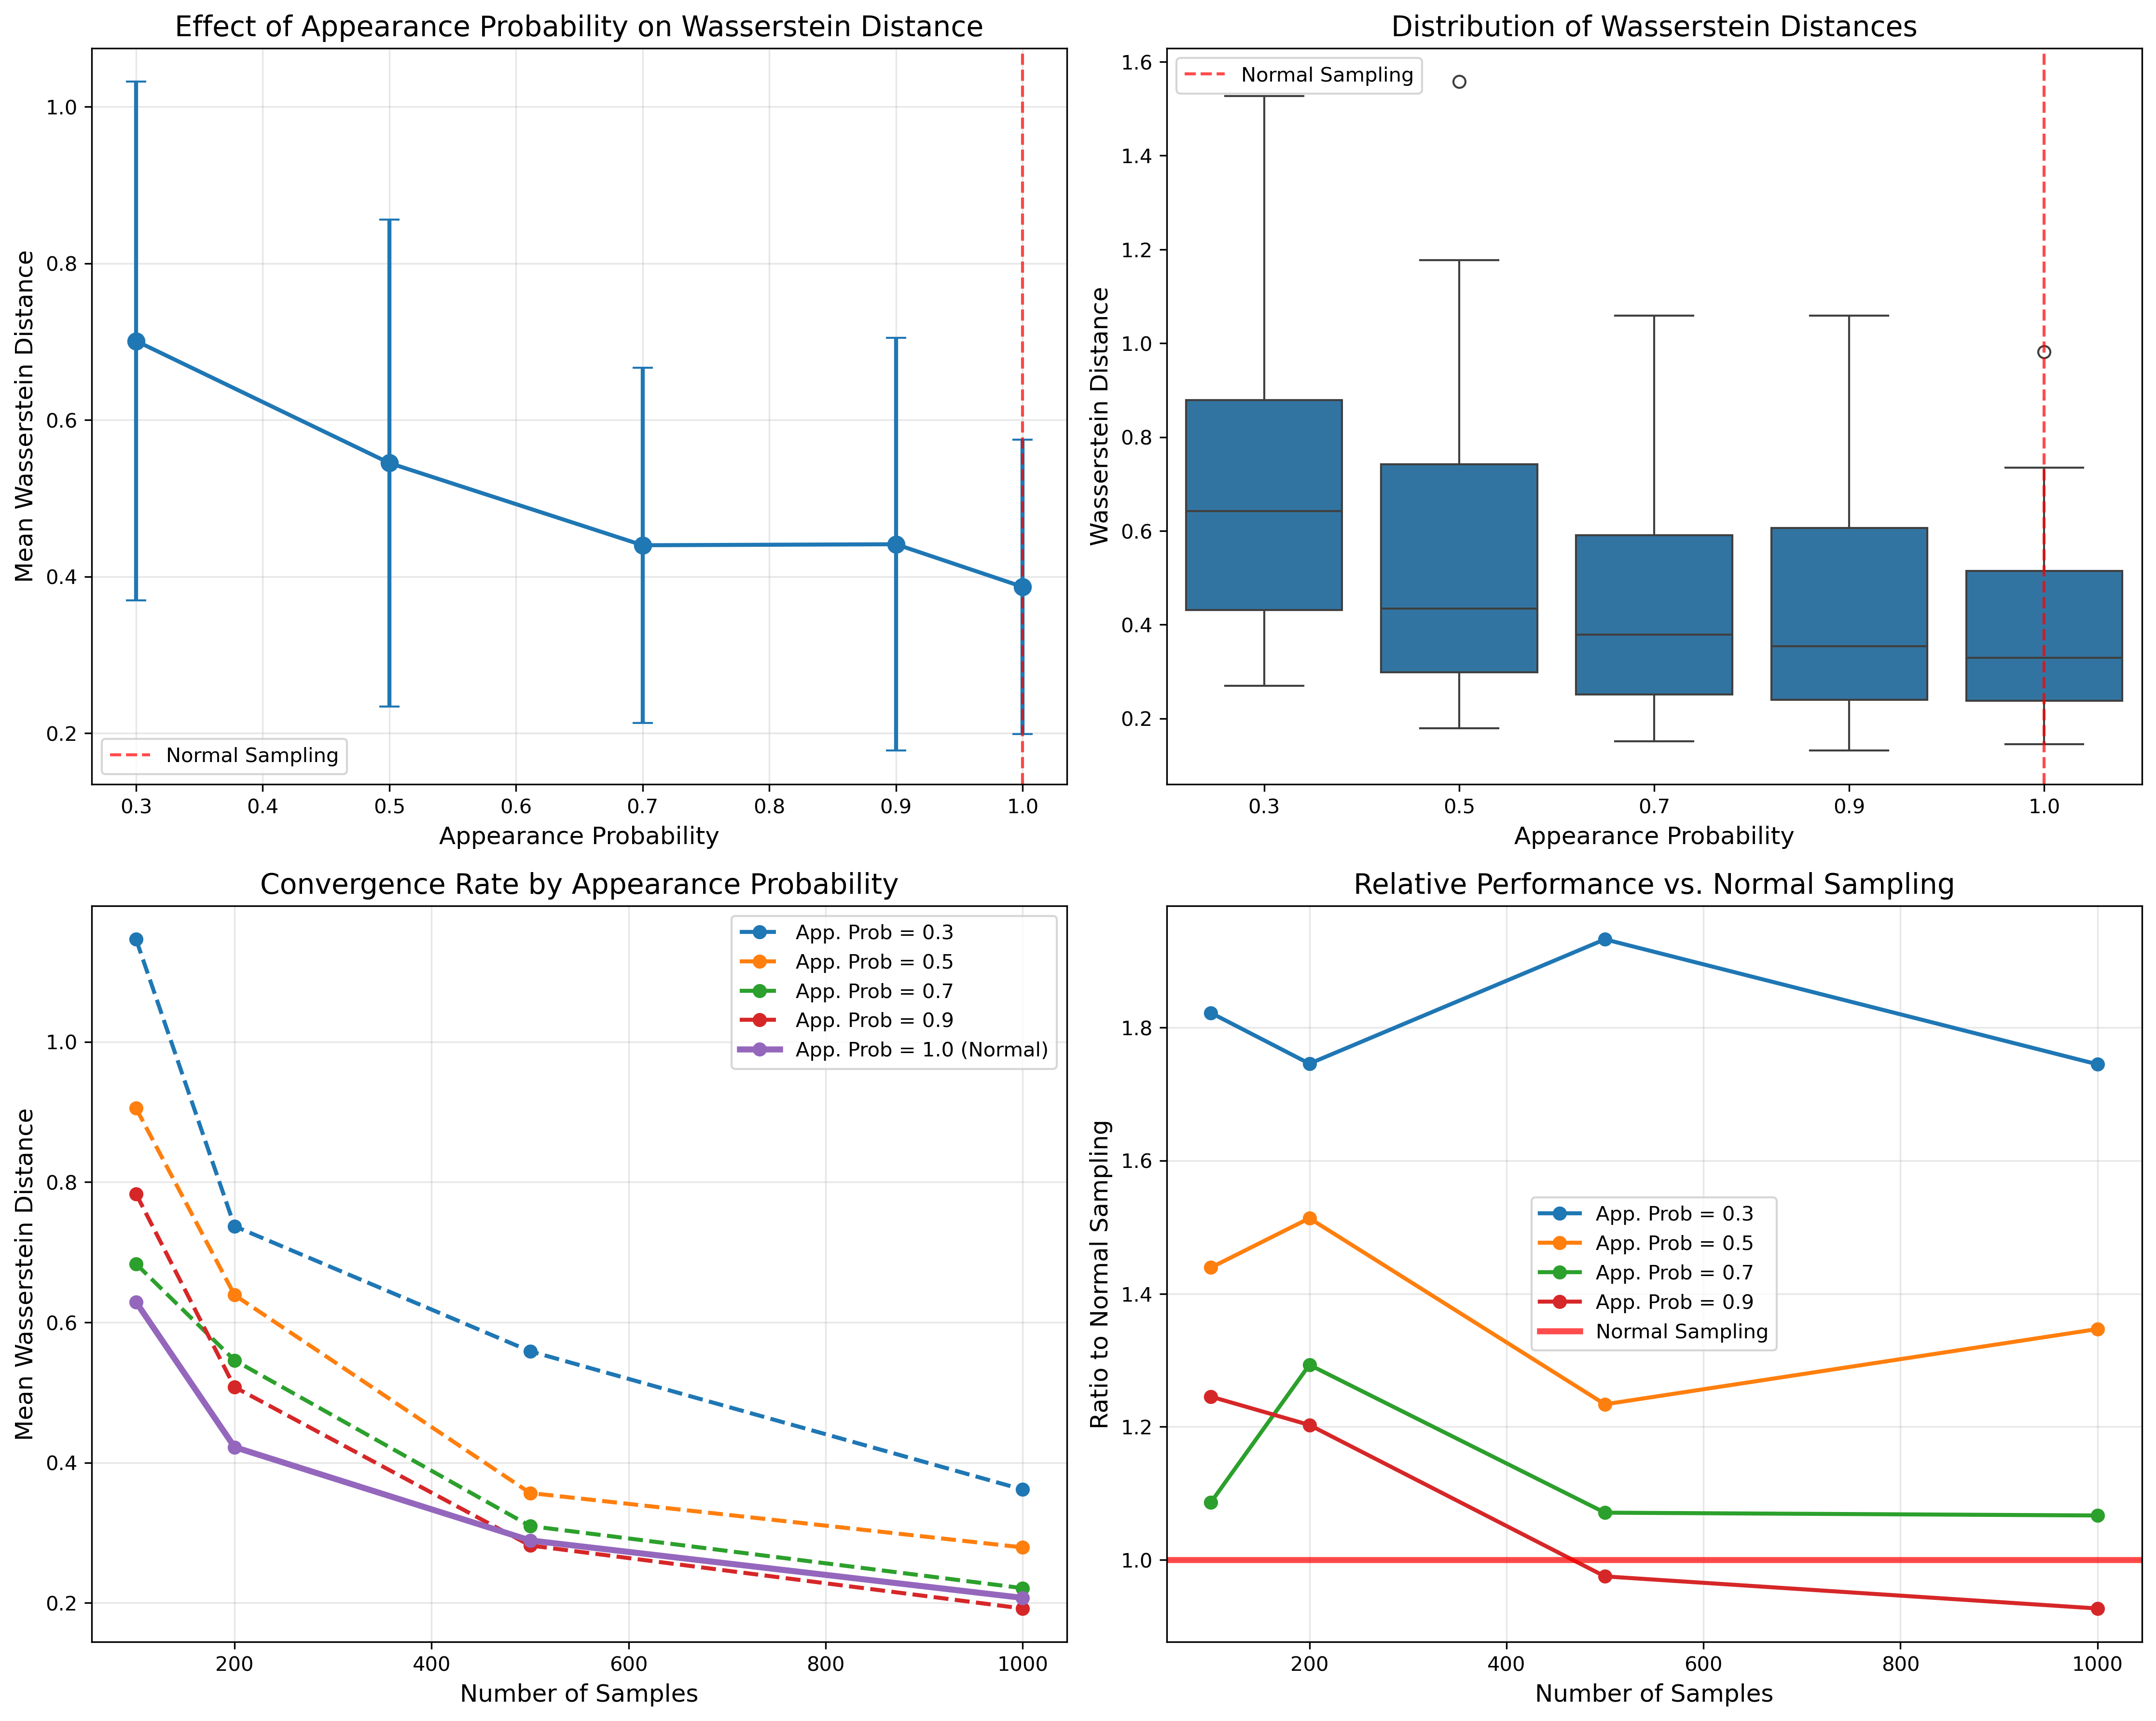 Effect of Appearance Probability on Wasserstein Distance
Mean Wasserstein Distance
1.0
0.8
0.6
0.4
0.2
Normal Sampling
0.3 0.4 0.5 0.6 0.7 0.8 0.9 1.0
Appearance Probability
Distribution of Wasserstein Distances
Wasserstein Distance
1.6
1.4
1.2
1.0
0.8
0.6
0.4
0.2
Normal Sampling
0.3 0.5 0.7 0.9 1.0
Appearance Probability
Convergence Rate by Appearance Probability
Mean Wasserstein Distance
1.0
0.8
0.6
0.4
0.2
App. Prob = 0.3
App. Prob = 0.5
App. Prob = 0.7
App. Prob = 0.9
App. Prob = 1.0 (Normal)
200 400 600 800 1000
Number of Samples
Relative Performance vs. Normal Sampling
Ratio to Normal Sampling
1.8
1.6
1.4
1.2
1.0
App. Prob = 0.3
App. Prob = 0.5
App. Prob = 0.7
App. Prob = 0.9
Normal Sampling
200 400 600 800 1000
Number of Samples